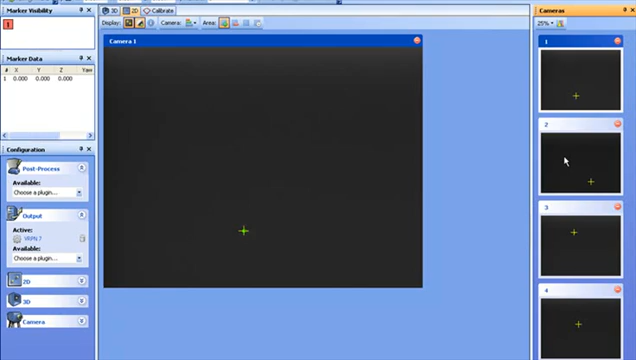 Marker Visibility
1
Marker Data
# X Y Z Yaw
1 0.000 0.000 0.000
Configuration
Post-Process
Available:
Choose a plugin...
Output
Active:
VRPN 7
Available:
Choose a plugin...
2D
3D
Camera
3D 2D Calibrate
Display: Camera: Area:
Camera 1
Cameras
25%
1
2
3
4